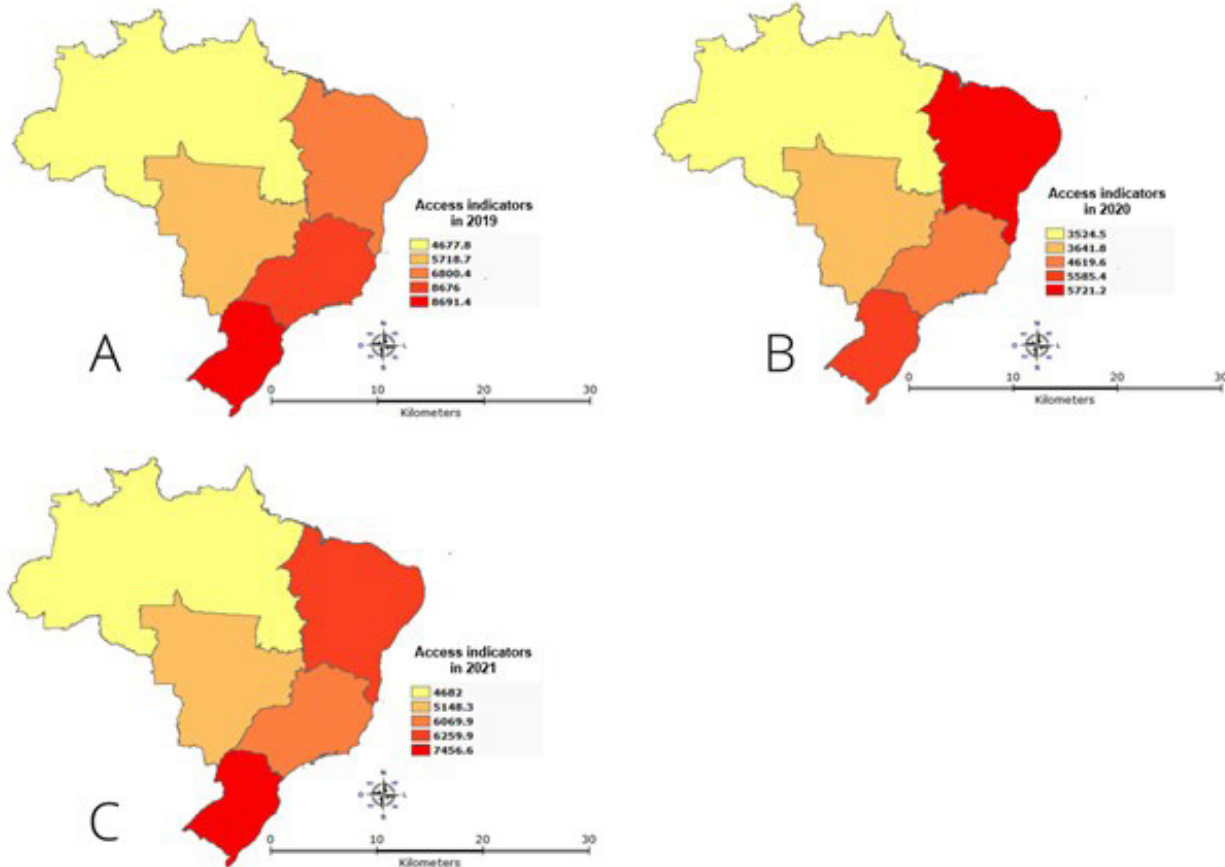 Access indicators
in 2019
4677.8
5718.7
6800.4
8676
8691.4
A
N
O
L
S
0 10 20 30
Kilometers
Access indicators
in 2020
3524.5
3641.8
4619.6
5585.4
5721.2
B
N
O
L
S
0 10 20 30
Kilometers
Access indicators
in 2021
4682
5148.3
6069.9
6259.9
7456.6
C
N
O
L
S
0 10 20 30
Kilometers